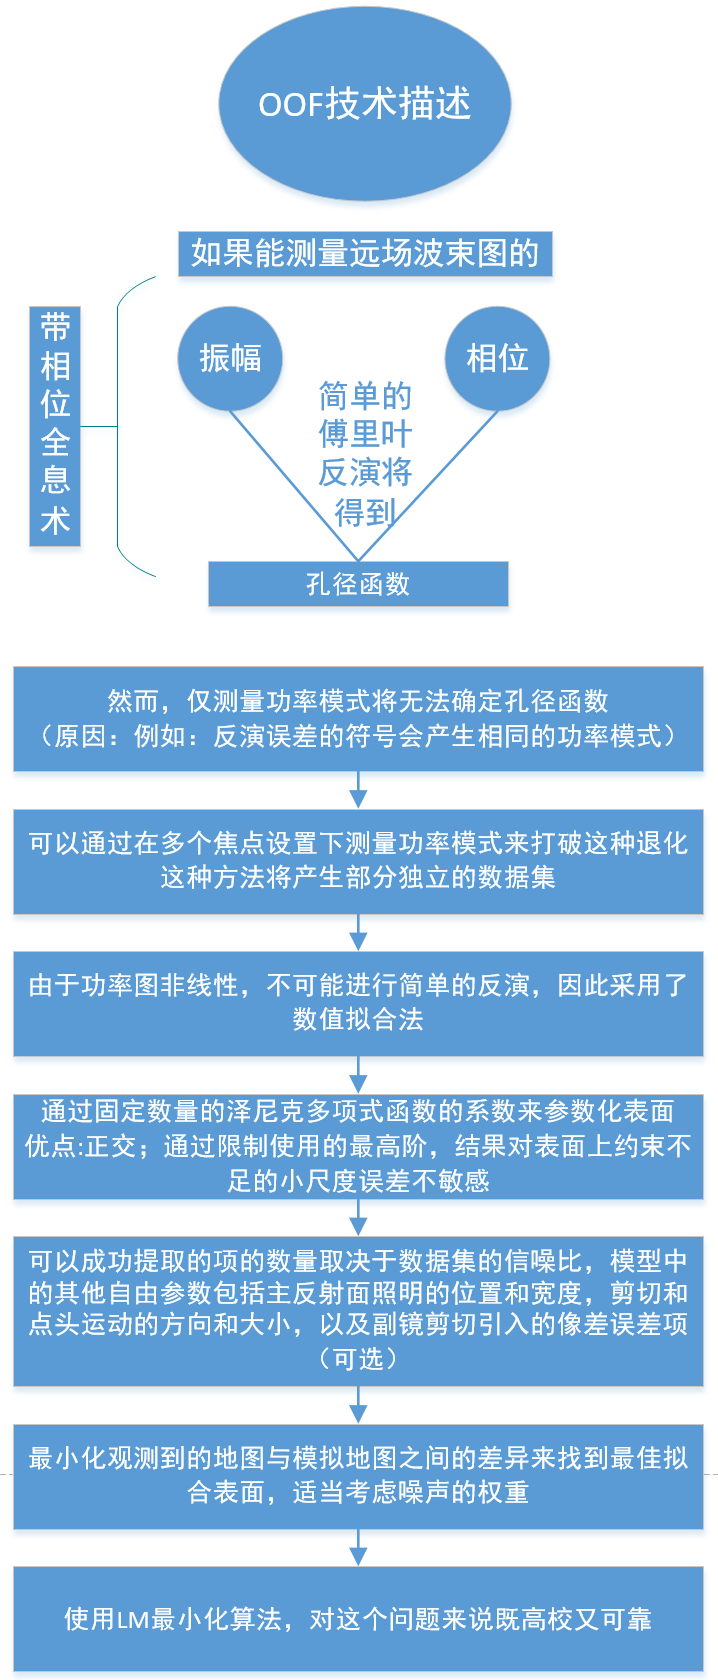 OOF技术描述
如果能测量远场波束图的
带
相
位
全
息
术
振幅
相位
简单的
傅里叶
反演将
得到
孔径函数
然而，仅测量功率模式将无法确定孔径函数
（原因：例如：反演误差的符号会产生相同的功率模式）
可以通过在多个焦点设置下测量功率模式来打破这种退化
这种方法将产生部分独立的数据集
由于功率图非线性，不可能进行简单的反演，因此采用了
数值拟合法
通过固定数量的泽尼克多项式函数的系数来参数化表面
优点:正交；通过限制使用的最高阶，结果对表面上约束不
足的小尺度误差不敏感
可以成功提取的项的数量取决于数据集的信噪比，模型中
的其他自由参数包括主反射面照明的位置和宽度，剪切和
点头运动的方向和大小，以及副镜剪切引入的像差误差项
（可选）
最小化观测到的地图与模拟地图之间的差异来找到最佳拟
合表面，适当考虑噪声的权重
使用LM最小化算法，对这个问题来说既高校又可靠